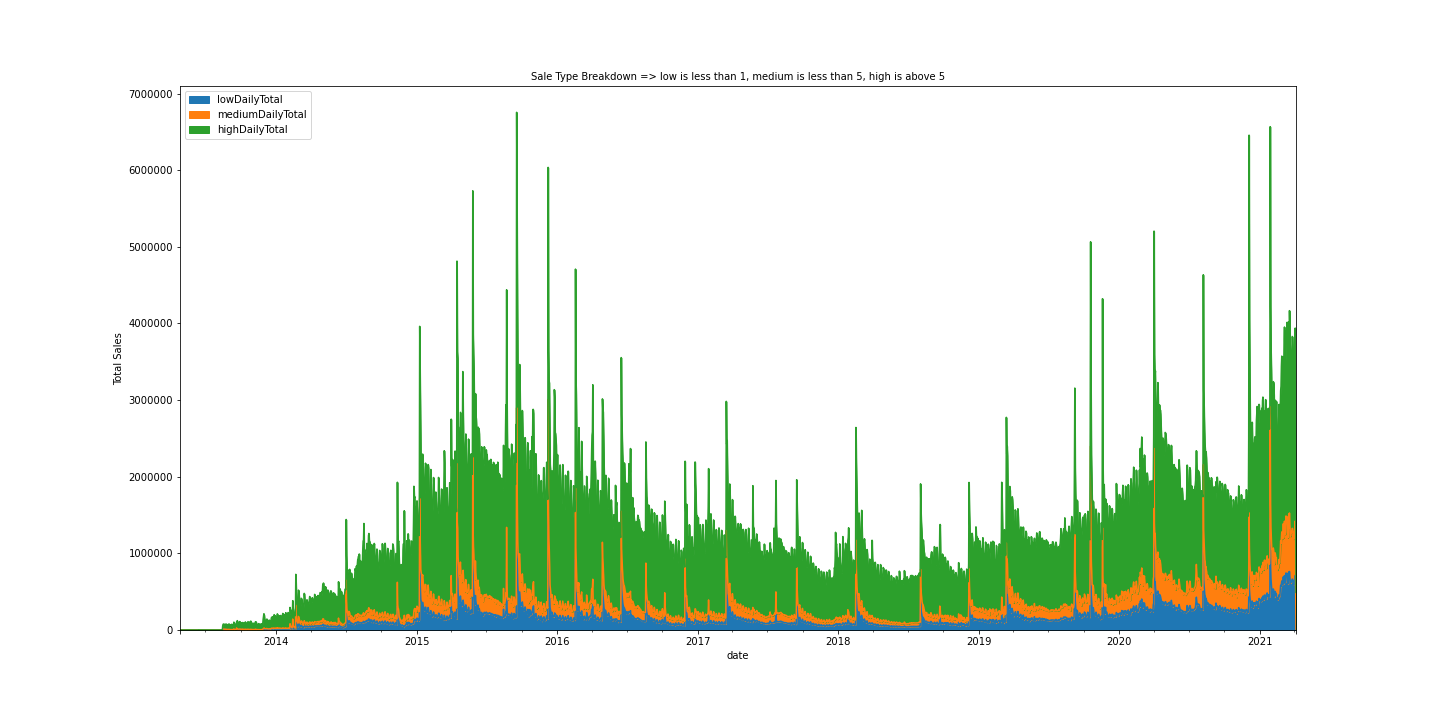 Sale Type Breakdown => low is less than 1, medium is less than 5, high is above 5
7000000
6000000
5000000
4000000
3000000
2000000
1000000
0
Total Sales
lowDailyTotal
mediumDailyTotal
highDailyTotal
2014
2015
2016
2017
2018
2019
2020
2021
date